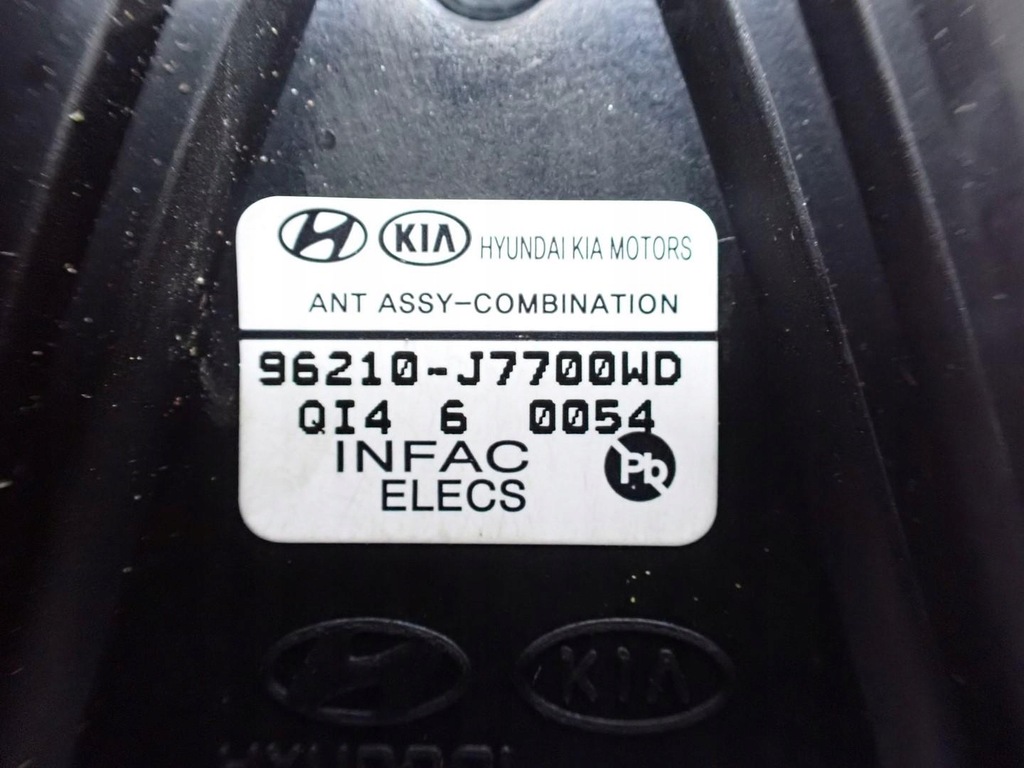 KIA HYUNDAI KIA MOTORS
ANT ASSY-COMBINATION
96210-J7700WD
QI4 6 0054
INFAC
ELECS
Pb
KIA